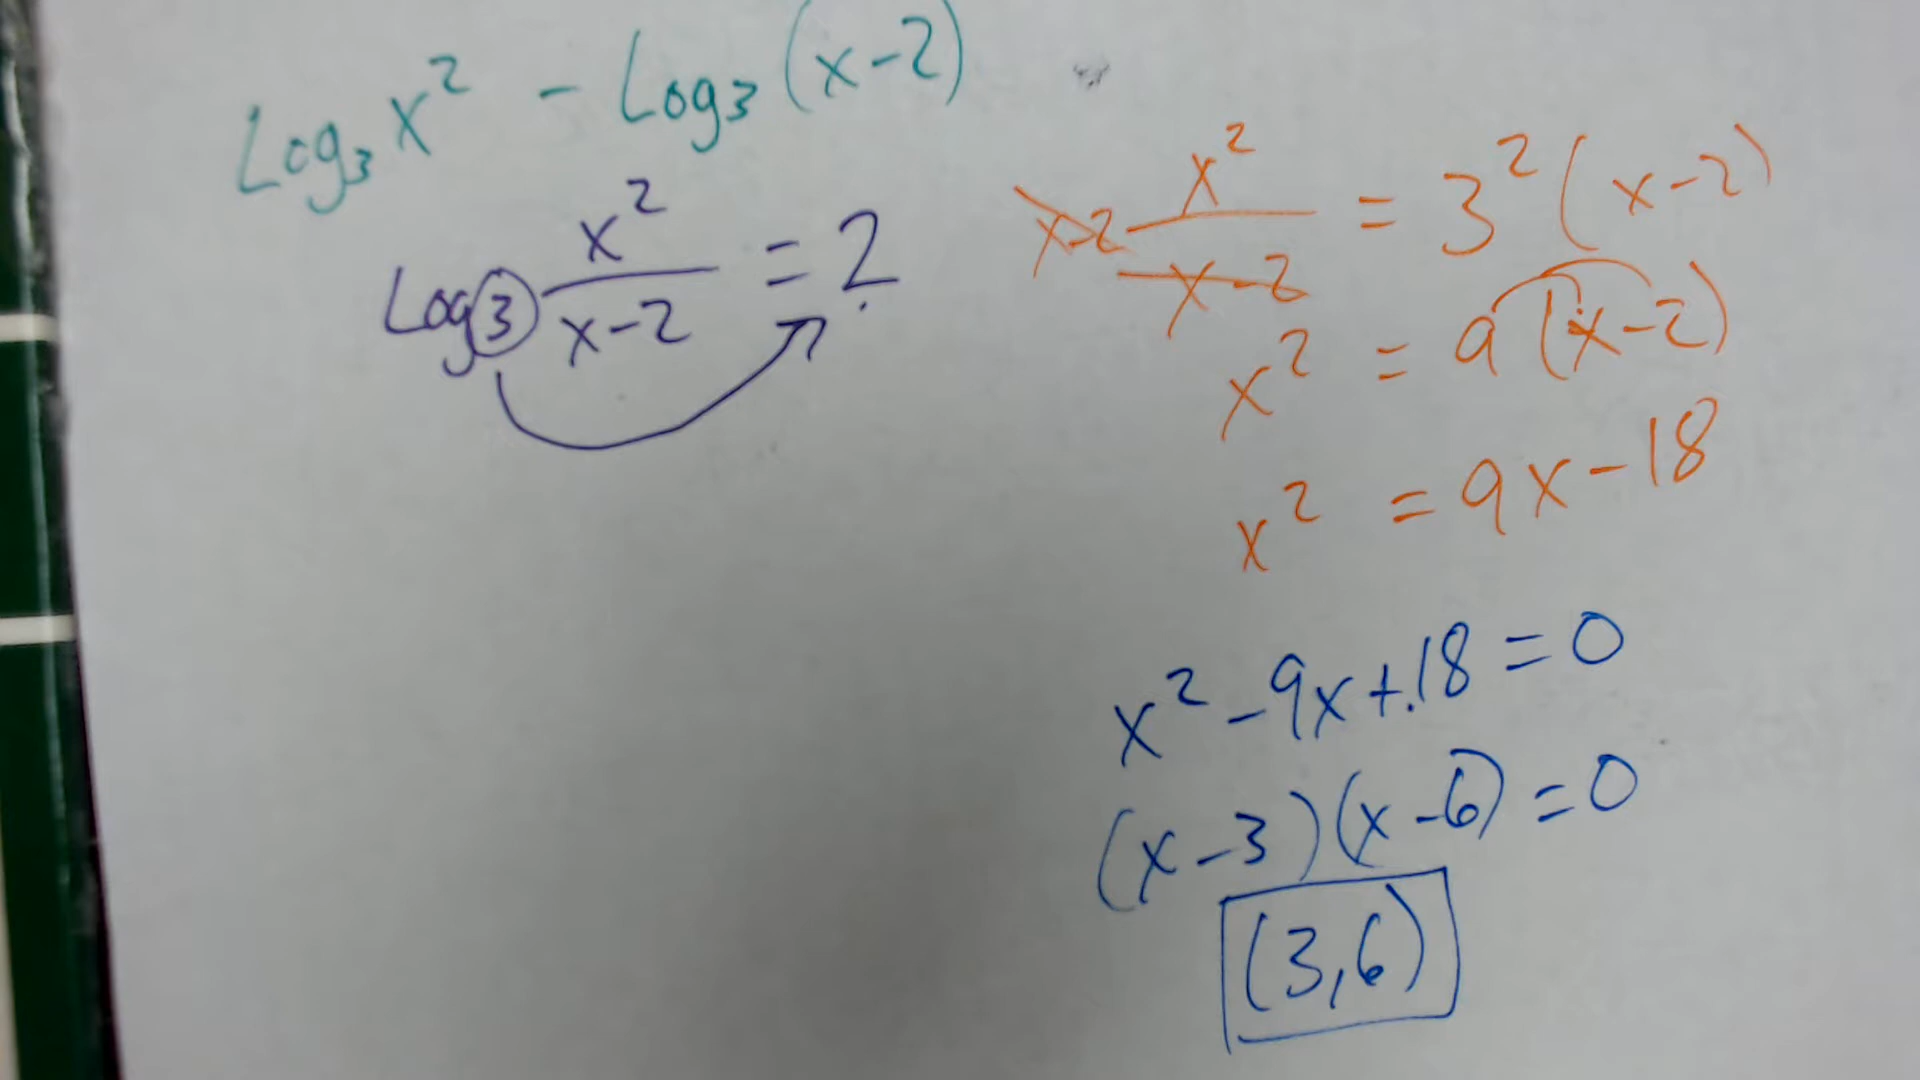 Log₃ x² - Log₃ (x-2)
Log₃ x²/(x-2) = 2
x-2 x²/(x-2) = 3² (x-2)
x² = 9 (x-2)
x² = 9x-18
x² - 9x + 18 = 0
(x-3)(x-6) = 0
(3,6)